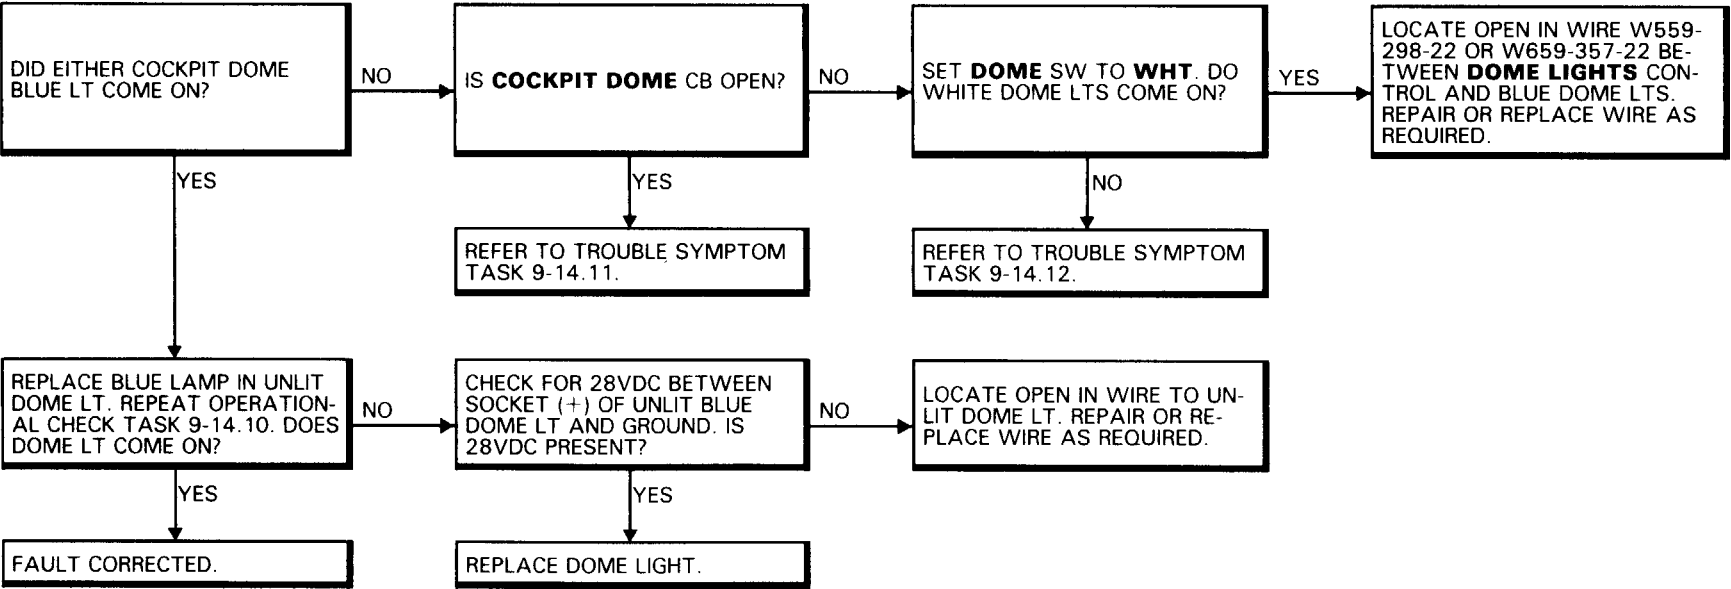 DID EITHER COCKPIT DOME
BLUE LT COME ON?
NO
IS COCKPIT DOME CB OPEN?
NO
SET DOME SW TO WHT. DO
WHITE DOME LTS COME ON?
YES
LOCATE OPEN IN WIRE W559-
298-22 OR W659-357-22 BE-
TWEEN DOME LIGHTS CON-
TROL AND BLUE DOME LTS.
REPAIR OR REPLACE WIRE AS
REQUIRED.
YES
YES
NO
REFER TO TROUBLE SYMPTOM
TASK 9-14.11.
REFER TO TROUBLE SYMPTOM
TASK 9-14.12.
REPLACE BLUE LAMP IN UNLIT
DOME LT. REPEAT OPERATION-
AL CHECK TASK 9-14.10. DOES
DOME LT COME ON?
NO
CHECK FOR 28VDC BETWEEN
SOCKET (+) OF UNLIT BLUE
DOME LT AND GROUND. IS
28VDC PRESENT?
NO
LOCATE OPEN IN WIRE TO UN-
LIT DOME LT. REPAIR OR RE-
PLACE WIRE AS REQUIRED.
YES
YES
FAULT CORRECTED.
REPLACE DOME LIGHT.